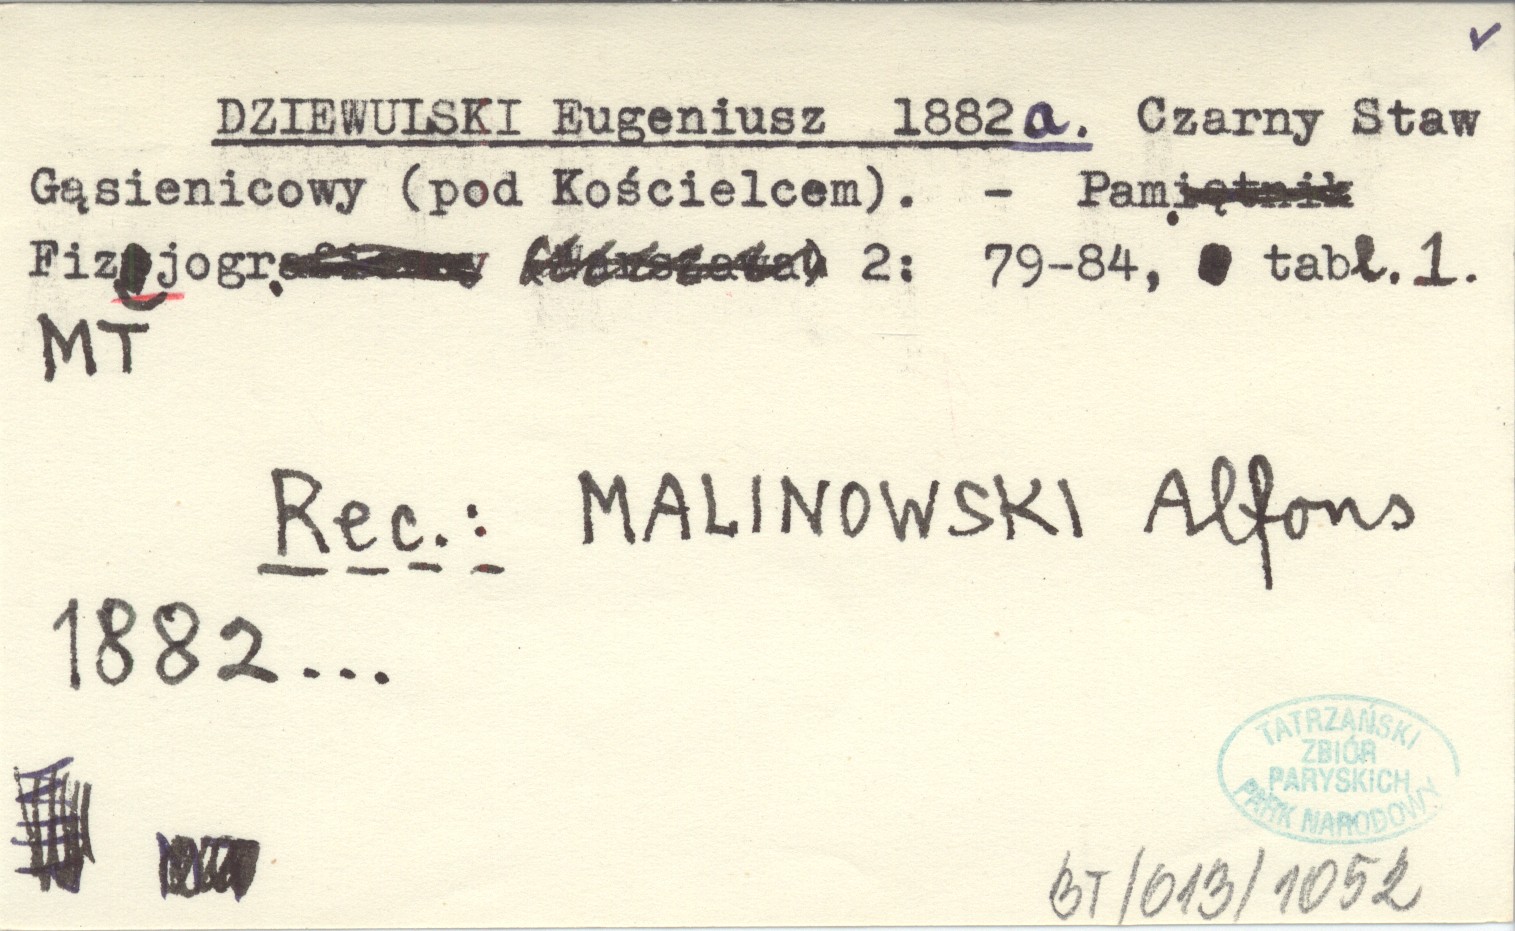 ✓
DZIEWULSKI Eugeniusz 1882a. Czarny Staw
Gąsienicowy (pod Kościelcem). - Pam.
Fizjogr. 2: 79-84, tabl. 1.
MT
Rec.: MALINOWSKI Alfons
1882...
TATRZAŃSKI
ZBIÓR
PARYSKICH
PARK NARODOWY
BT/013/1052